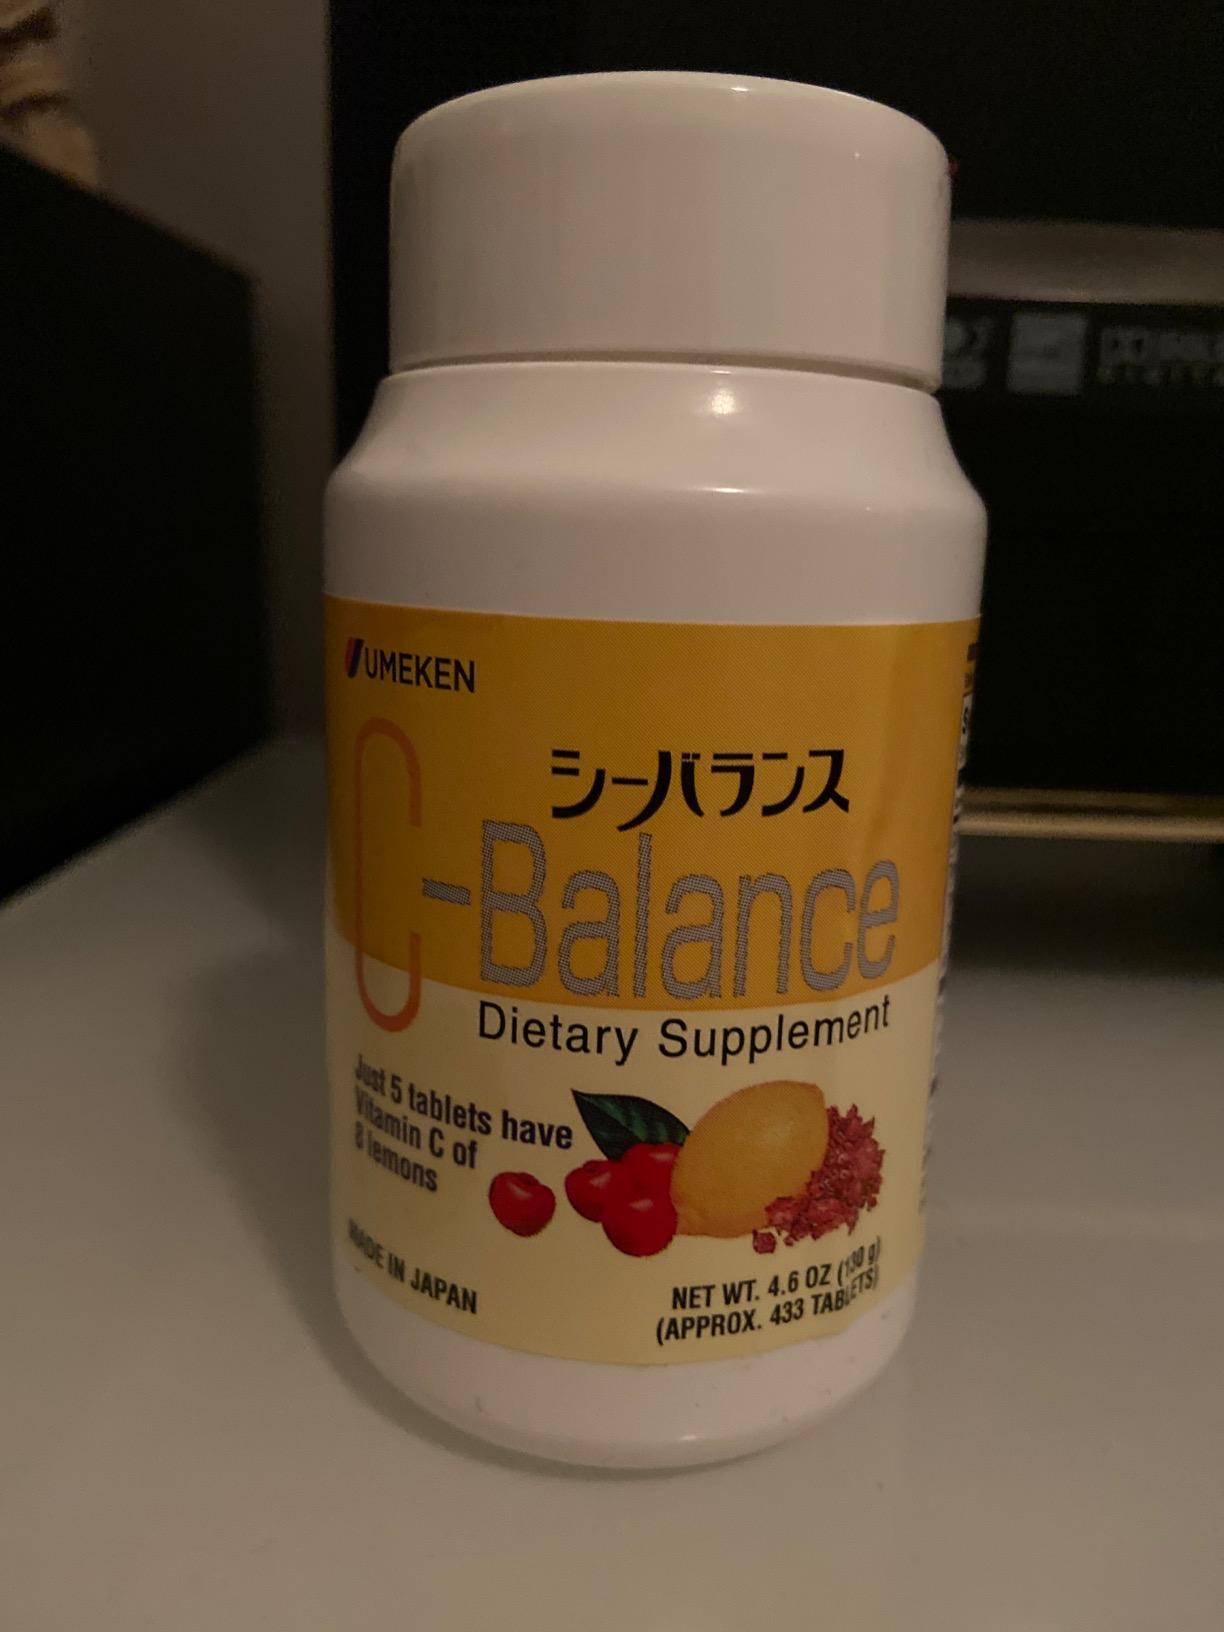 UMEKEN
シーバランス
C-Balance
Dietary Supplement
Just 5 tablets have
Vitamin C of
8 lemons
MADE IN JAPAN
NET WT. 4.6 OZ (130 g)
(APPROX. 433 TABLETS)